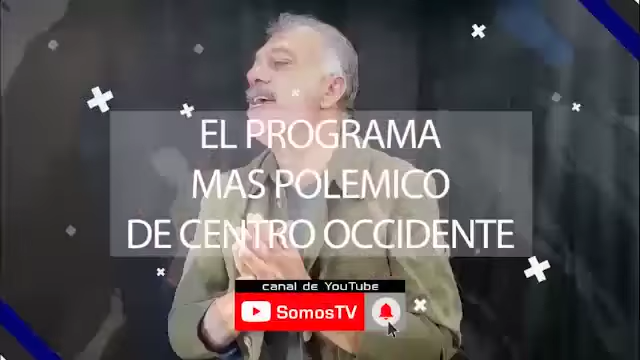 EL PROGRAMA
MAS POLEMICO
DE CENTRO OCCIDENTE
canal de YouTube
SomosTV